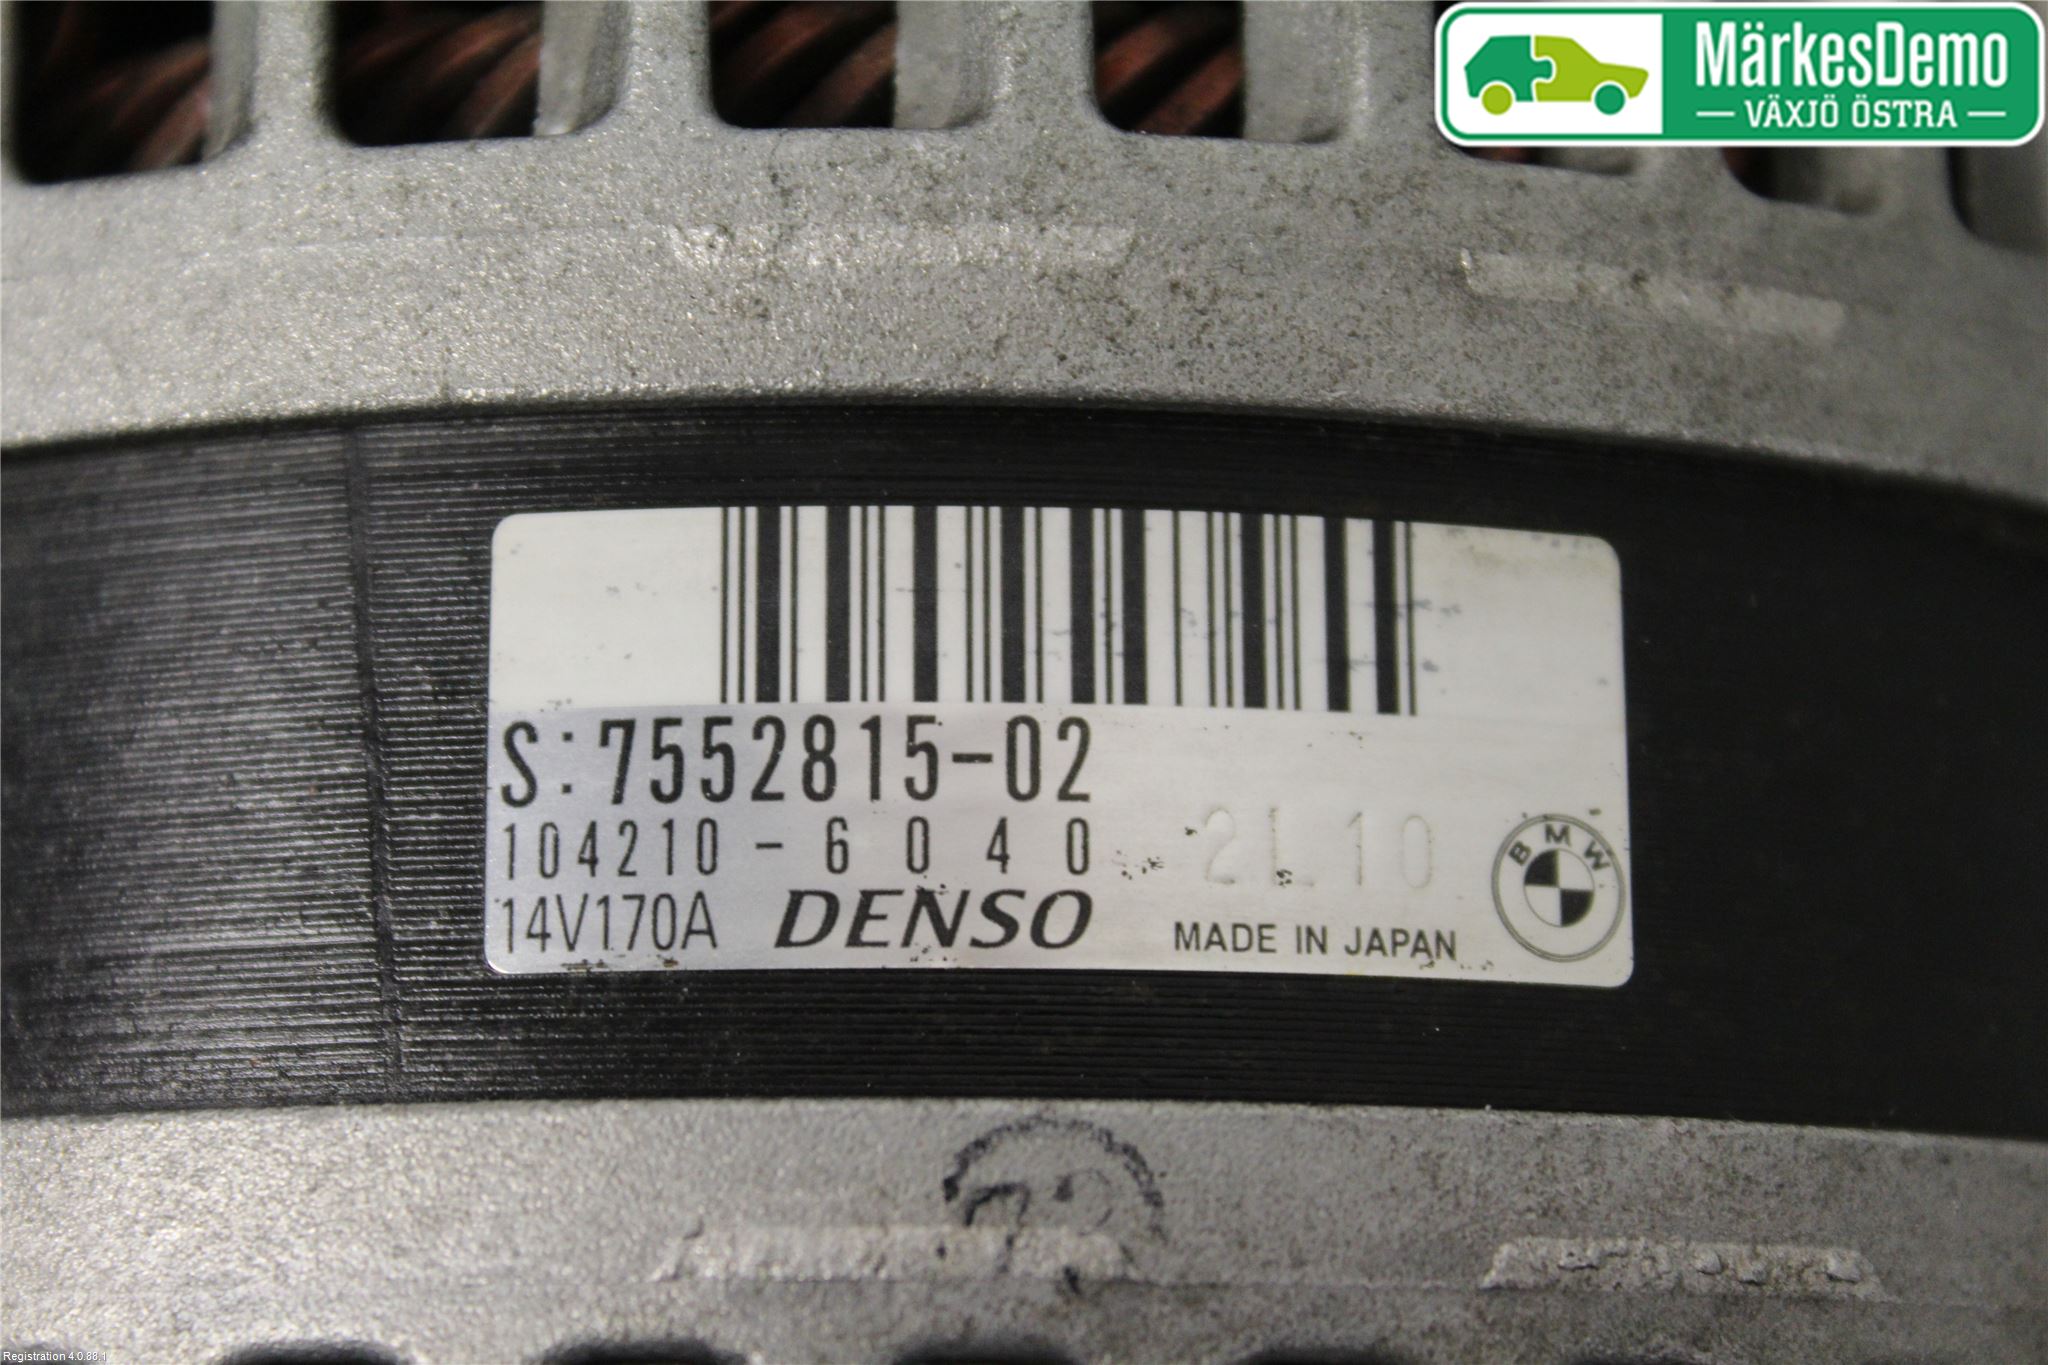 MärkesDemo
VÄXJÖ ÖSTRA
S:7552815-02
104210-6040
2L10
14V170A DENSO
MADE IN JAPAN
BMW
Registration 4.0.88.1